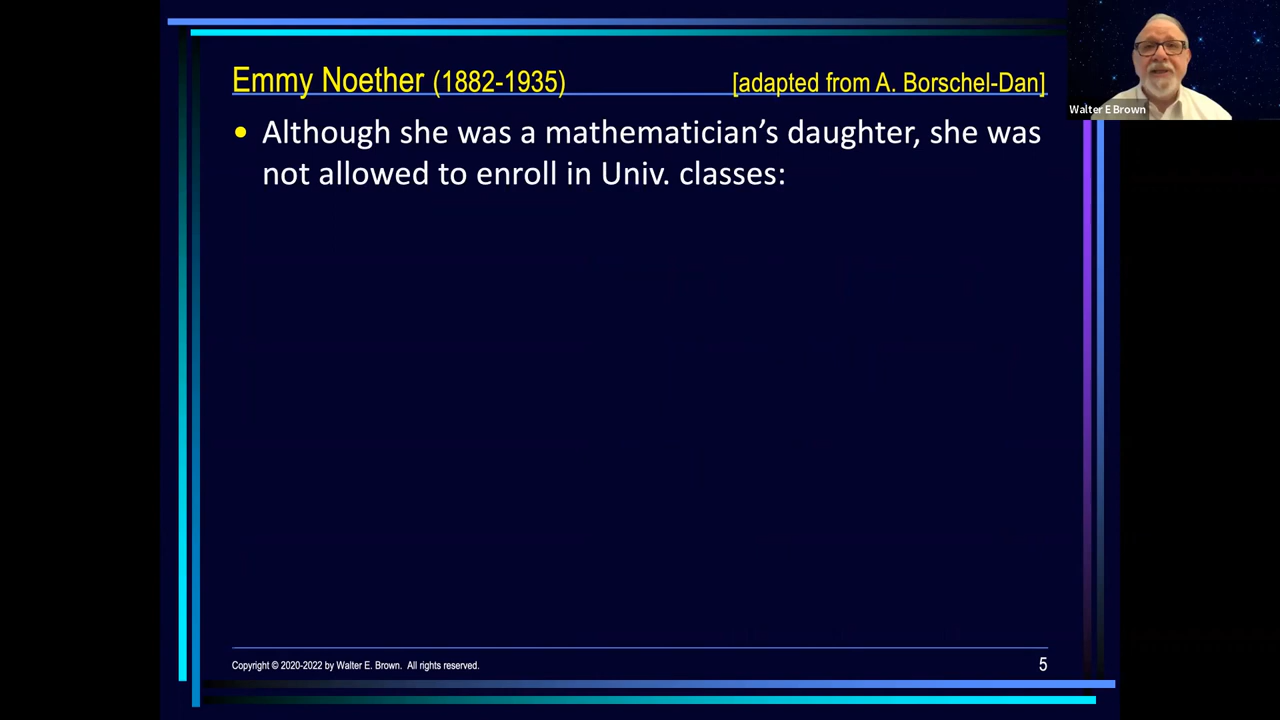 Emmy Noether (1882-1935) [adapted from A. Borschel-Dan]
Walter E Brown
• Although she was a mathematician’s daughter, she was
not allowed to enroll in Univ. classes:
Copyright © 2020-2022 by Walter E. Brown. All rights reserved. 5